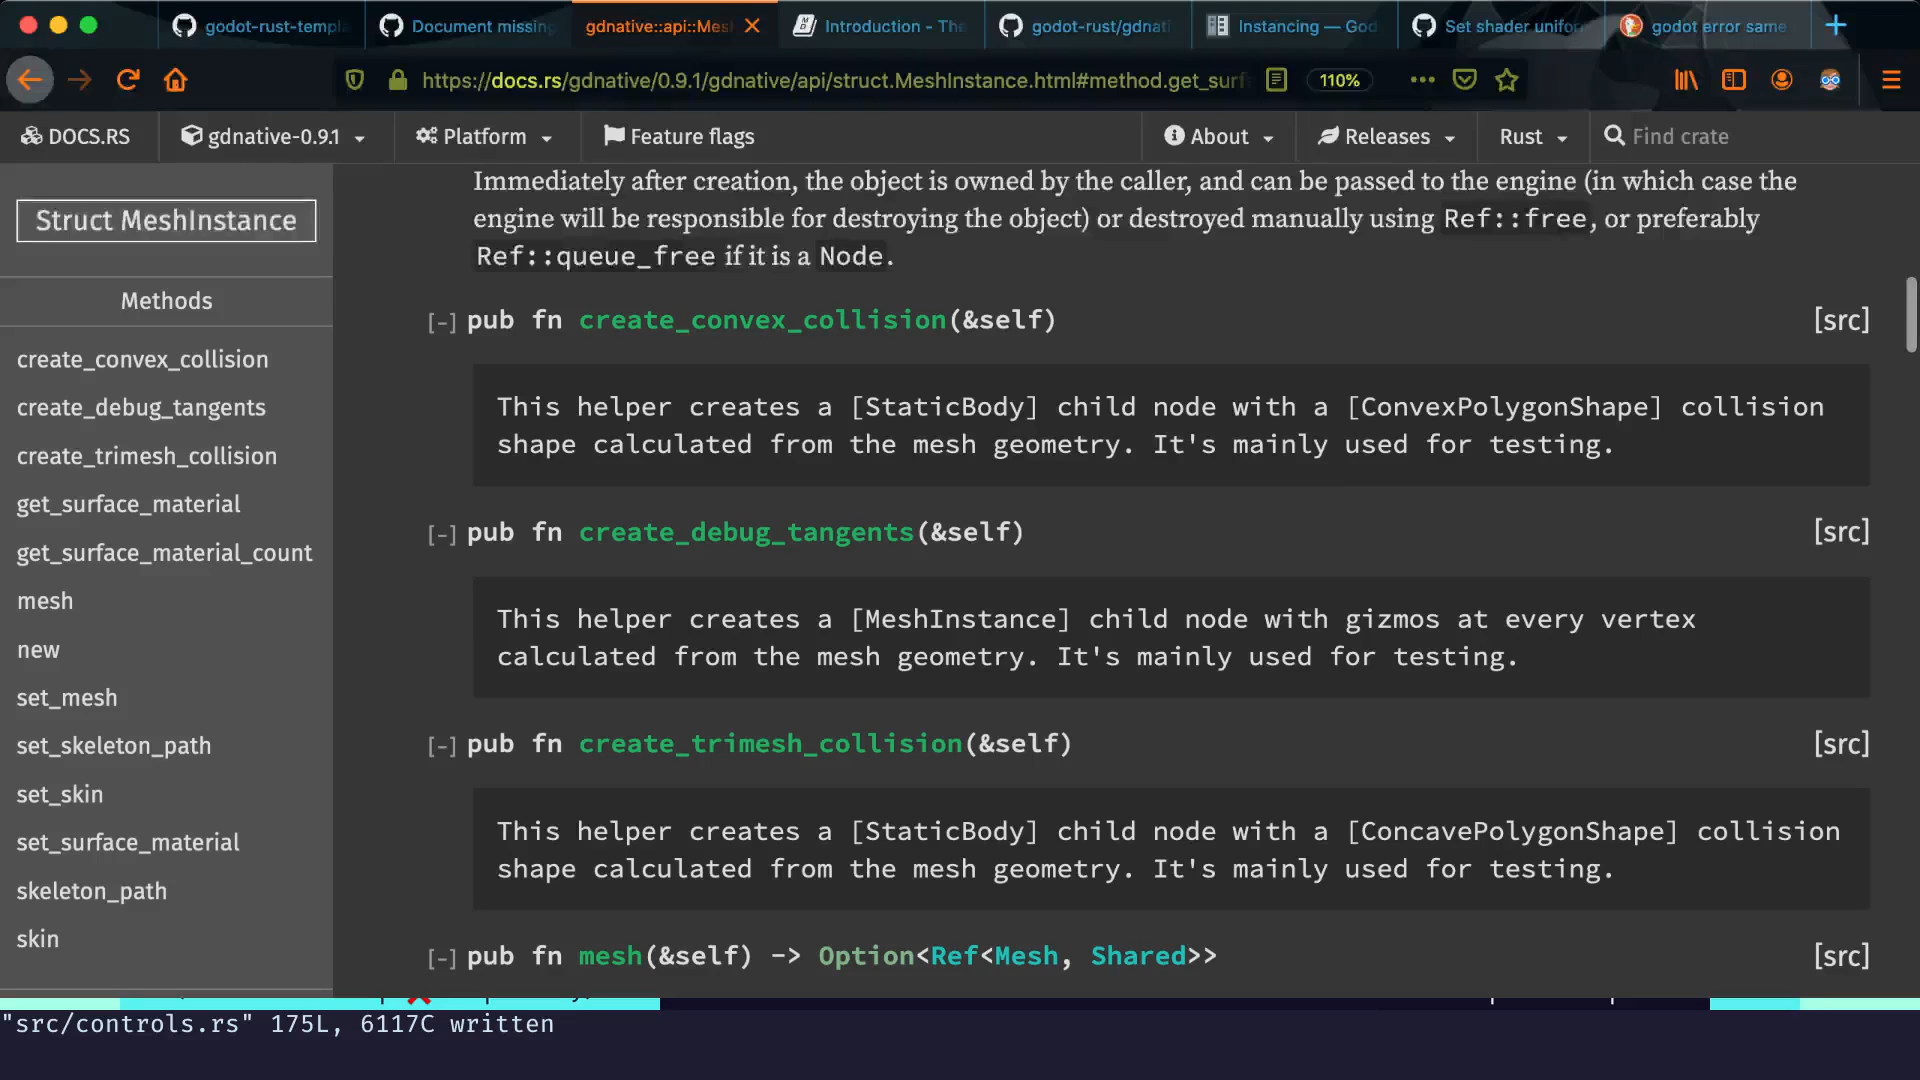 godot-rust-templa
Document missing
gdnative::api::Mes
Introduction - The
godot-rust/gdnati
Instancing — God
Set shader unifor
godot error same
https://docs.rs/gdnative/0.9.1/gdnative/api/struct.MeshInstance.html#method.get_surf
110%
DOCS.RS
gdnative-0.9.1
Platform
Feature flags
About
Releases
Rust
Find crate
Struct MeshInstance
Methods
create_convex_collision
create_debug_tangents
create_trimesh_collision
get_surface_material
get_surface_material_count
mesh
new
set_mesh
set_skeleton_path
set_skin
set_surface_material
skeleton_path
skin
Immediately after creation, the object is owned by the caller, and can be passed to the engine (in which case the
engine will be responsible for destroying the object) or destroyed manually using Ref::free, or preferably
Ref::queue_free if it is a Node.
[-] pub fn create_convex_collision(&self) [src]
This helper creates a [StaticBody] child node with a [ConvexPolygonShape] collision
shape calculated from the mesh geometry. It's mainly used for testing.
[-] pub fn create_debug_tangents(&self) [src]
This helper creates a [MeshInstance] child node with gizmos at every vertex
calculated from the mesh geometry. It's mainly used for testing.
[-] pub fn create_trimesh_collision(&self) [src]
This helper creates a [StaticBody] child node with a [ConcavePolygonShape] collision
shape calculated from the mesh geometry. It's mainly used for testing.
[-] pub fn mesh(&self) -> Option<Ref<Mesh, Shared>> [src]
"src/controls.rs" 175L, 6117C written